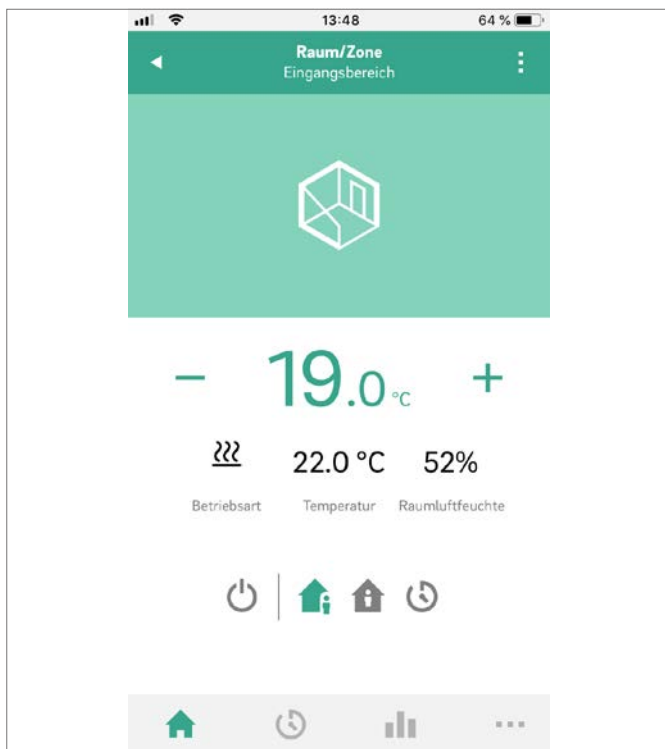 13:48
64 %
Raum/Zone
Eingangsbereich
19.0 °C
22.0 °C
52%
Betriebsart
Temperatur
Raumluftfeuchte